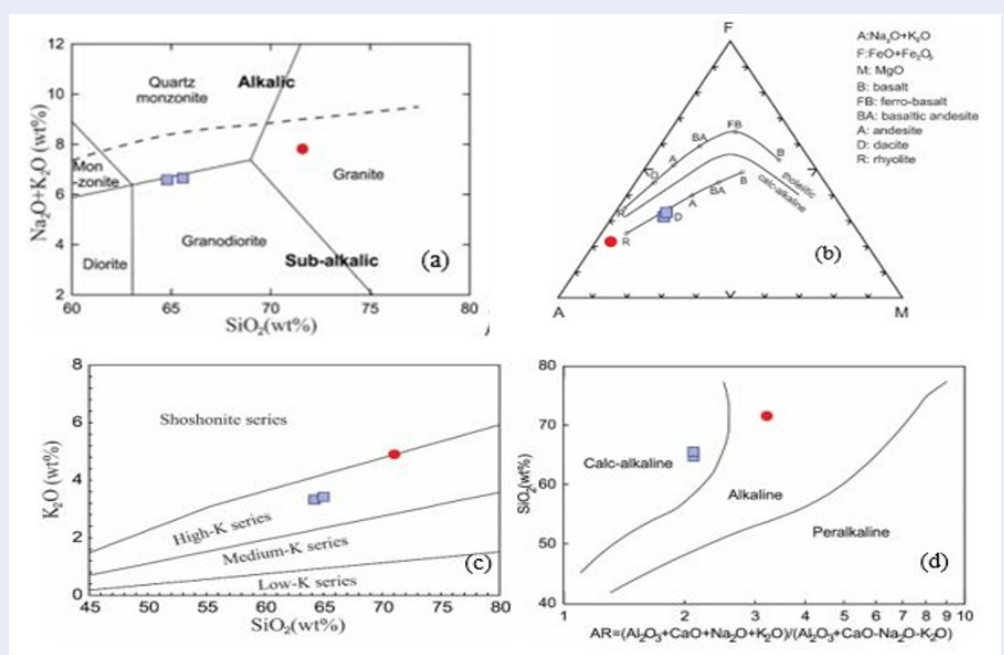 12
10
8
6
4
2
60
65
70
75
80
Na₂O+K₂O (wt%)
SiO₂(wt%)
Quartz
monzonite
Alkalic
Mon
-zonite
Granite
Granodiorite
Diorite
Sub-alkalic
(a)
F
A
M
FB
BA
A
D
R
B
tholeiitic
calc-alkaline
B
BA
A
D
R
(b)
A:Na₂O+K₂O
F:FeO+Fe₂O₃
M: MgO
B: basalt
FB: ferro-basalt
BA: basaltic andesite
A: andesite
D: dacite
R: rhyolite
8
6
4
2
0
45
50
55
60
65
70
75
80
K₂O (wt%)
SiO₂(wt%)
Shoshonite series
High-K series
Medium-K series
Low-K series
(c)
80
70
60
50
40
1
2
3
4
5
6
7
8
9
10
SiO₂(wt%)
Calc-alkaline
Alkaline
Peralkaline
(d)
AR=(Al₂O₃+CaO+Na₂O+K₂O)/(Al₂O₃+CaO-Na₂O-K₂O)